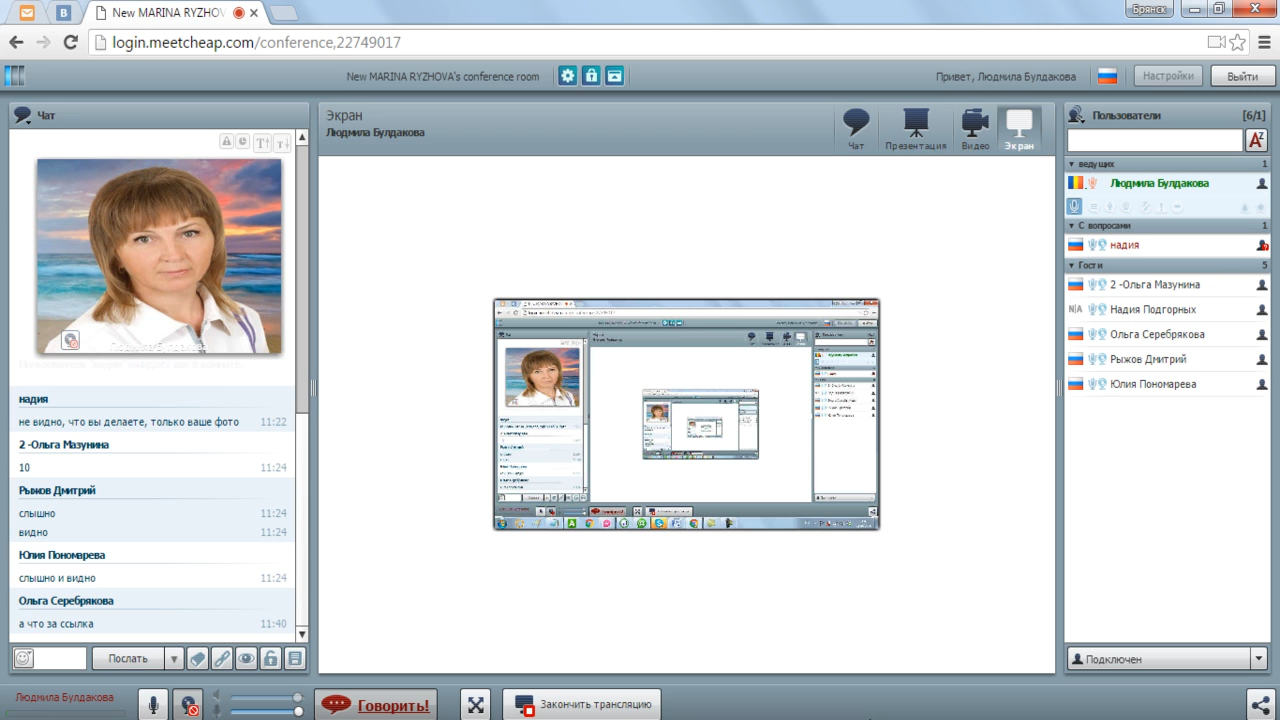 New MARINA RYZHOV
Брянск
login.meetcheap.com/conference,22749017
New MARINA RYZHOVA's conference room
Привет, Людмила Булдакова
Настройки
Выйти
Чат
Экран
Людмила Булдакова
Чат
Презентация
Видео
Экран
Пользователи [6/1]
ведущих 1
Людмила Булдакова
С вопросами 1
надия
Гости 5
2 -Ольга Мазунина
N/A Надия Подгорных
Ольга Серебрякова
Рыжов Дмитрий
Юлия Пономарева
надия
не видно, что вы делаете, только ваше фото 11:22
2 -Ольга Мазунина
10 11:24
Рыжов Дмитрий
слышно 11:24
видно 11:24
Юлия Пономарева
слышно и видно 11:24
Ольга Серебрякова
а что за ссылка 11:40
Послать
Подключен
Людмила Булдакова
Говорить!
Закончить трансляцию